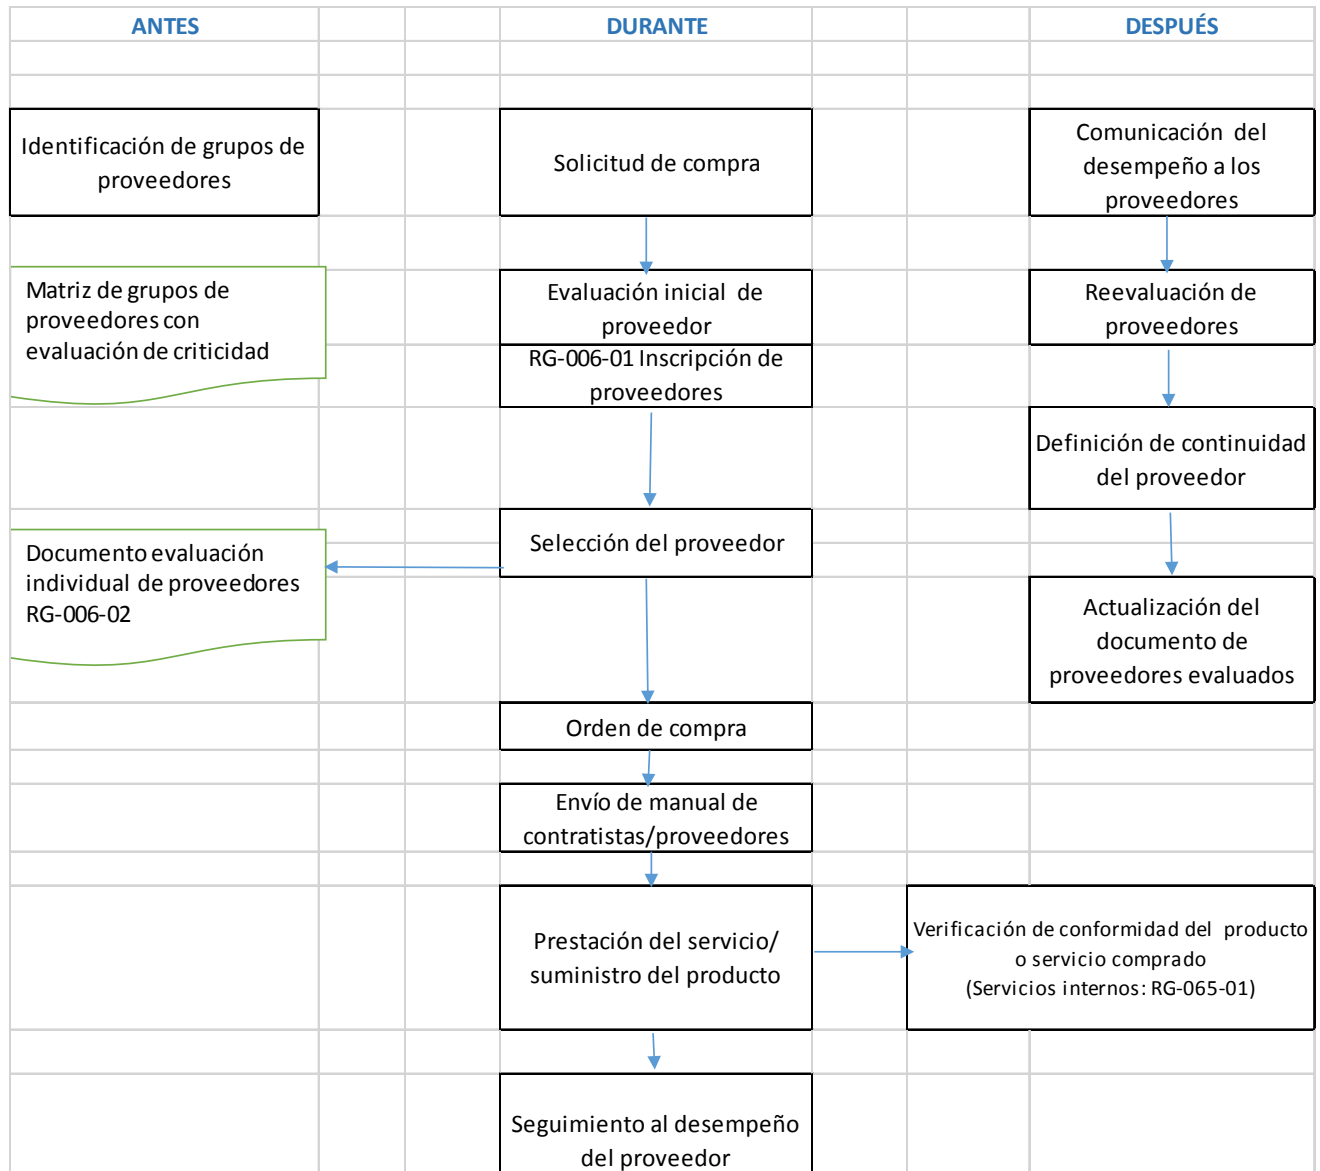 ANTES
DURANTE
DESPUÉS
Identificación de grupos de
proveedores
Solicitud de compra
Comunicación del
desempeño a los
proveedores
Matriz de grupos de
proveedores con
evaluación de criticidad
Evaluación inicial de
proveedor
Reevaluación de
proveedores
RG-006-01 Inscripción de
proveedores
Definición de continuidad
del proveedor
Documento evaluación
individual de proveedores
RG-006-02
Selección del proveedor
Actualización del
documento de
proveedores evaluados
Orden de compra
Envío de manual de
contratistas/proveedores
Prestación del servicio/
suministro del producto
Verificación de conformidad del producto
o servicio comprado
(Servicios internos: RG-065-01)
Seguimiento al desempeño
del proveedor